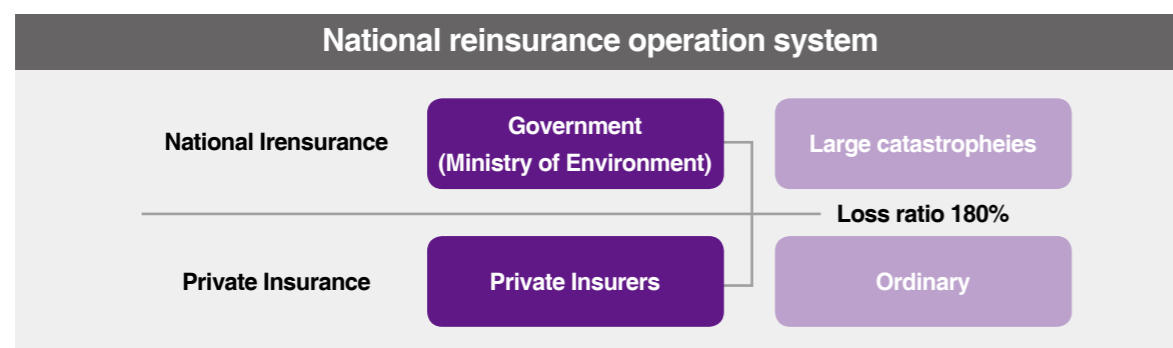 National reinsurance operation system
National Irensurance
Government
(Ministry of Environment)
Large catastropheies
Loss ratio 180%
Private Insurance
Private Insurers
Ordinary